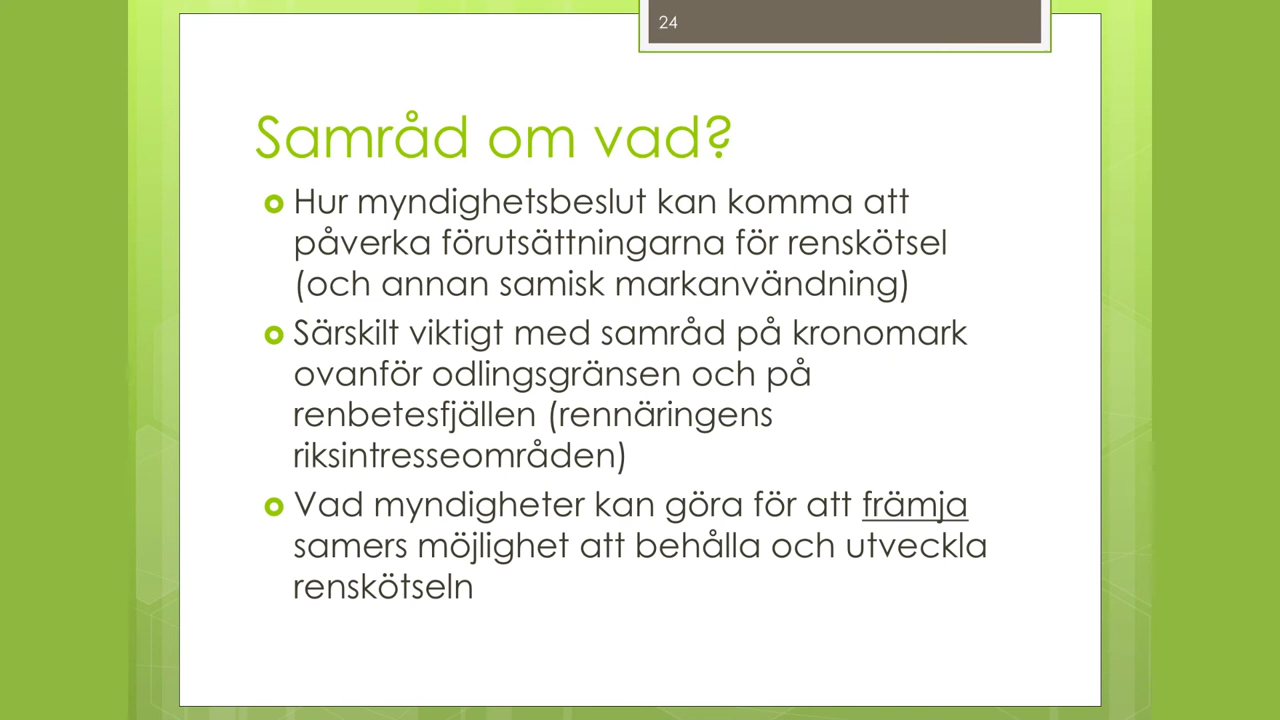 24
Samråd om vad?
Hur myndighetsbeslut kan komma att
påverka förutsättningarna för renskötsel
(och annan samisk markanvändning)
Särskilt viktigt med samråd på kronomark
ovanför odlingsgränsen och på
renbetesfjällen (rennäringens
riksintresseområden)
Vad myndigheter kan göra för att främja
samers möjlighet att behålla och utveckla
renskötseln